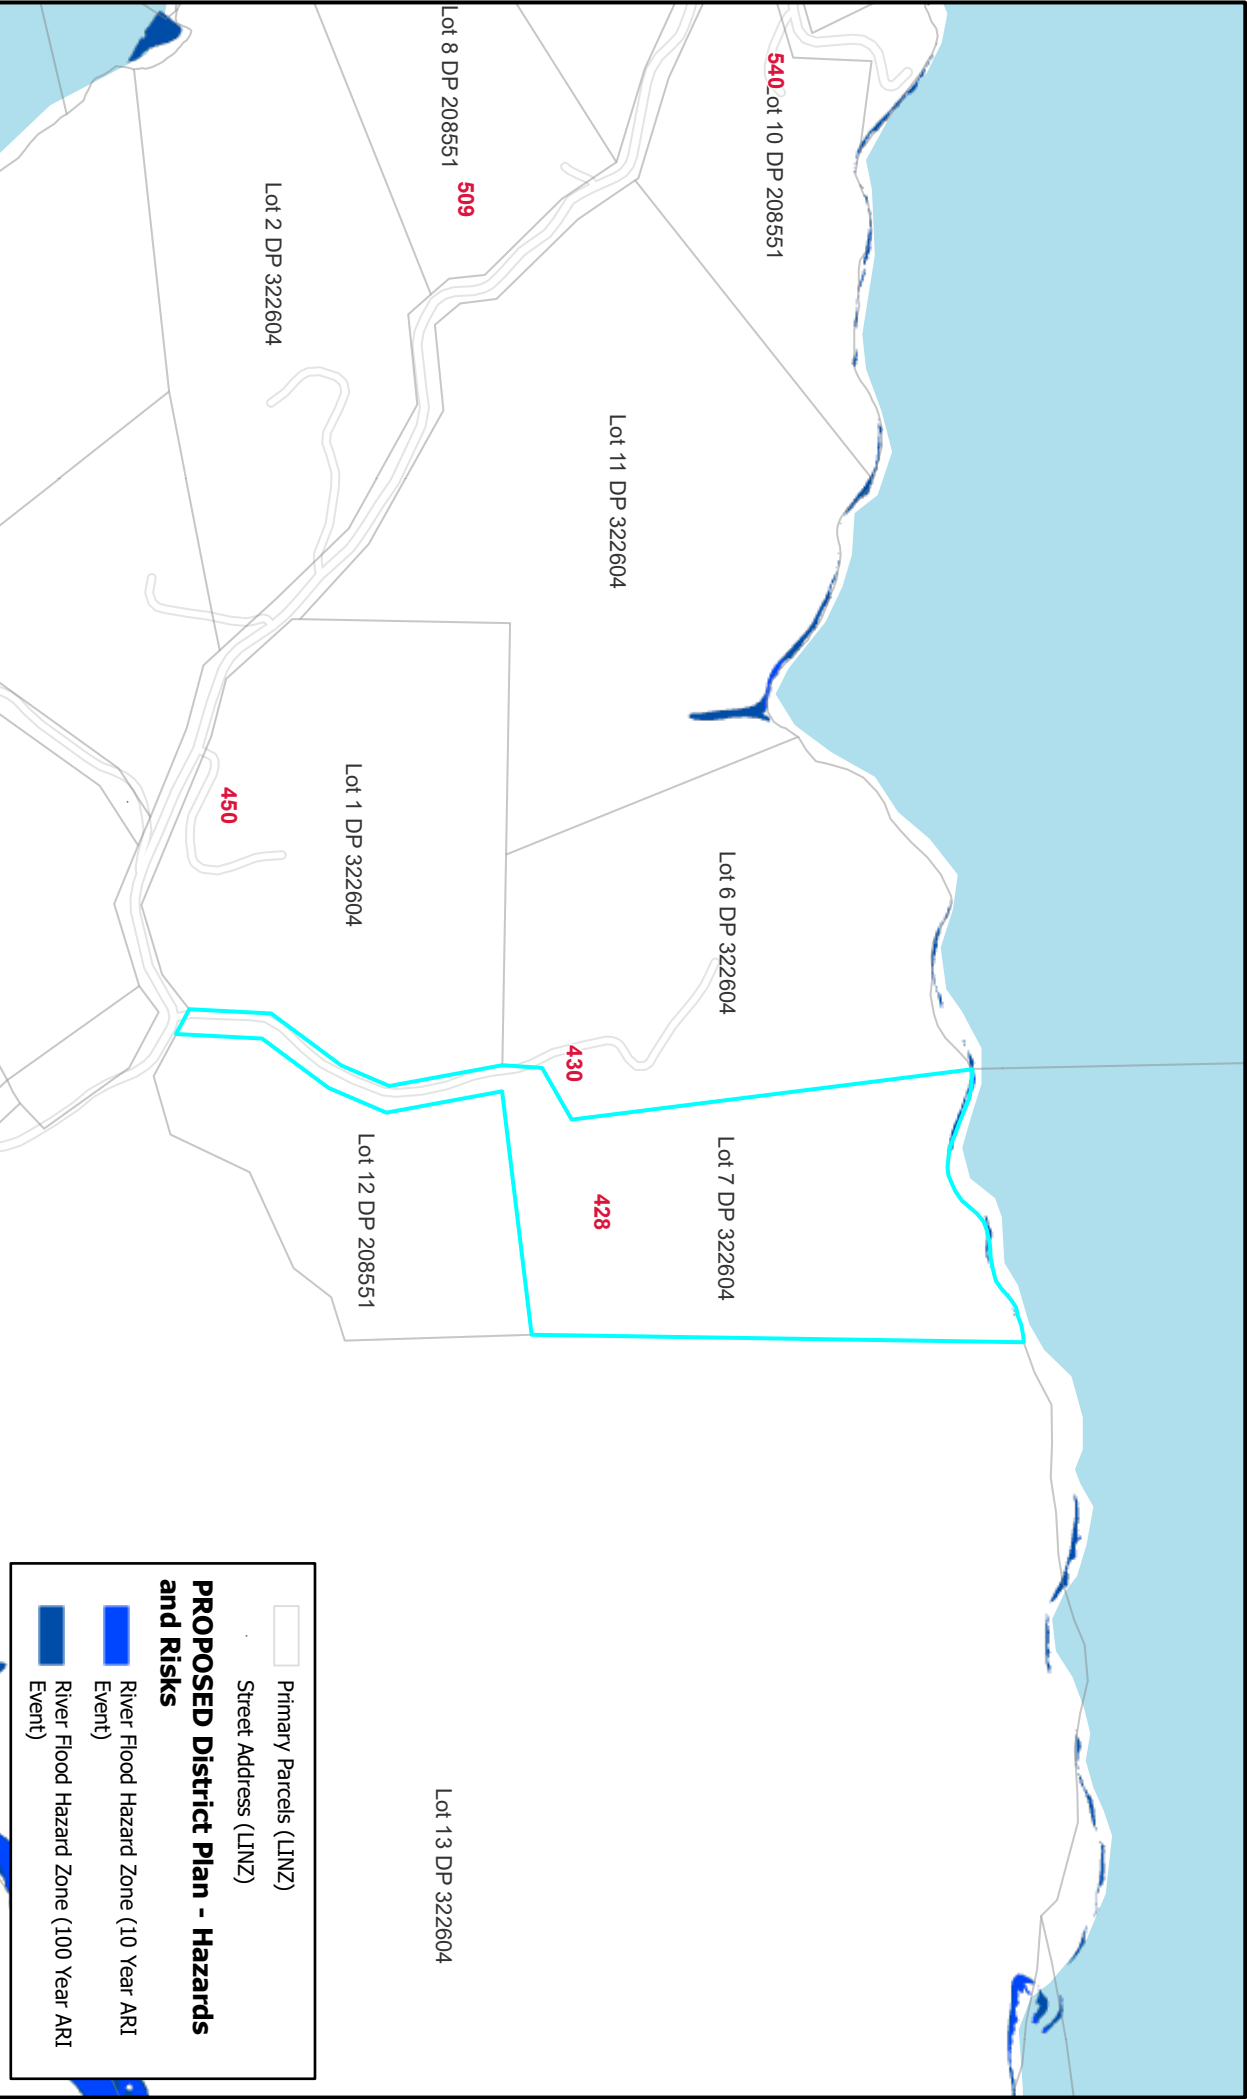 540
Lot 10 DP 208551
Lot 8 DP 208551
509
Lot 2 DP 322604
Lot 11 DP 322604
Lot 6 DP 322604
Lot 1 DP 322604
450
430
Lot 7 DP 322604
428
Lot 12 DP 208551
Lot 13 DP 322604
Primary Parcels (LINZ)
Street Address (LINZ)
PROPOSED District Plan - Hazards
and Risks
River Flood Hazard Zone (10 Year ARI
Event)
River Flood Hazard Zone (100 Year ARI
Event)